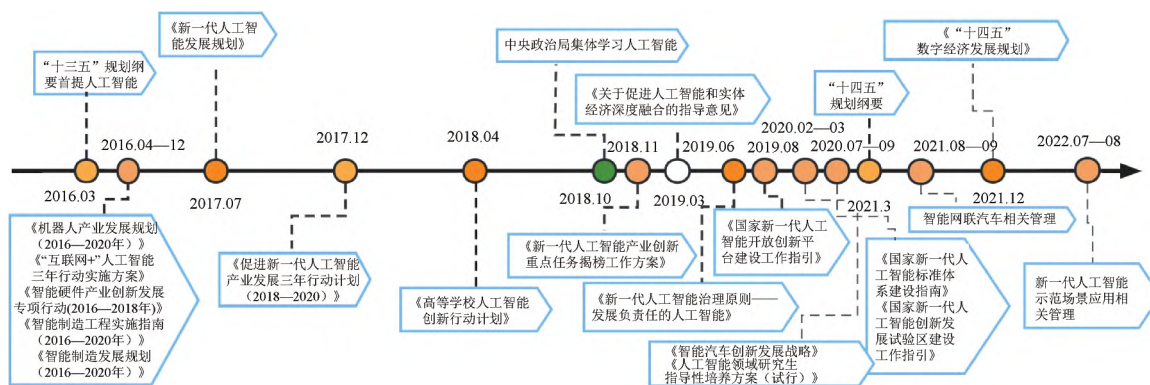 《新一代人工智
能发展规划》
“十三五”规划纲
要首提人工智能
中央政治局集体学习人工智能
《关于促进人工智能和实体
经济深度融合的指导意见》
“十四五”
规划纲要
《“十四五”
数字经济发展规划》
2016.03
2016.04—12
2017.07
2017.12
2018.04
2018.10
2018.11
2019.03
2019.06
2019.08
2020.02—03
2020.07—09
2021.3
2021.08—09
2021.12
2022.07—08
《机器人产业发展规划
(2016—2020年)》
《“互联网+”人工智能
三年行动实施方案》
《智能硬件产业创新发展
专项行动(2016—2018年)》
《智能制造工程实施指南
(2016—2020年)》
《智能制造发展规划
(2016—2020年)》
《促进新一代人工智能
产业发展三年行动计划
(2018—2020)》
《高等学校人工智能
创新行动计划》
《新一代人工智能产业创新
重点任务揭榜工作方案》
《新一代人工智能治理原则——
发展负责任的人工智能》
《国家新一代人工
智能开放创新平
台建设工作指引》
《智能汽车创新发展战略》
《人工智能领域研究生
指导性培养方案（试行）》
《国家新一代人
工智能标准体
系建设指南》
《国家新一代人
工智能创新发
展试验区建设
工作指引》
智能网联汽车相关管理
新一代人工智能
示范场景应用相
关管理